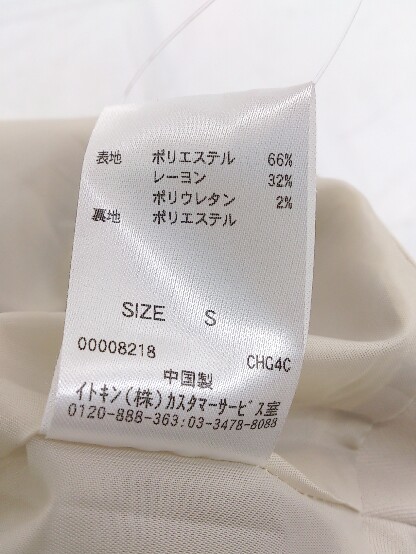 表地 ポリエステル 66%
レーヨン 32%
ポリウレタン 2%
裏地 ポリエステル
SIZE S
00008218 CHG4C
中国製
イトキン(株)カスタマーサービス室
0120-888-363:03-3478-8088